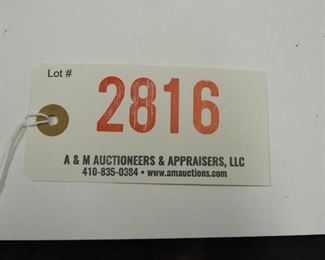 Lot #
2816
A & M AUCTIONEERS & APPRAISERS, LLC
410-835-0384 • www.amauctions.com